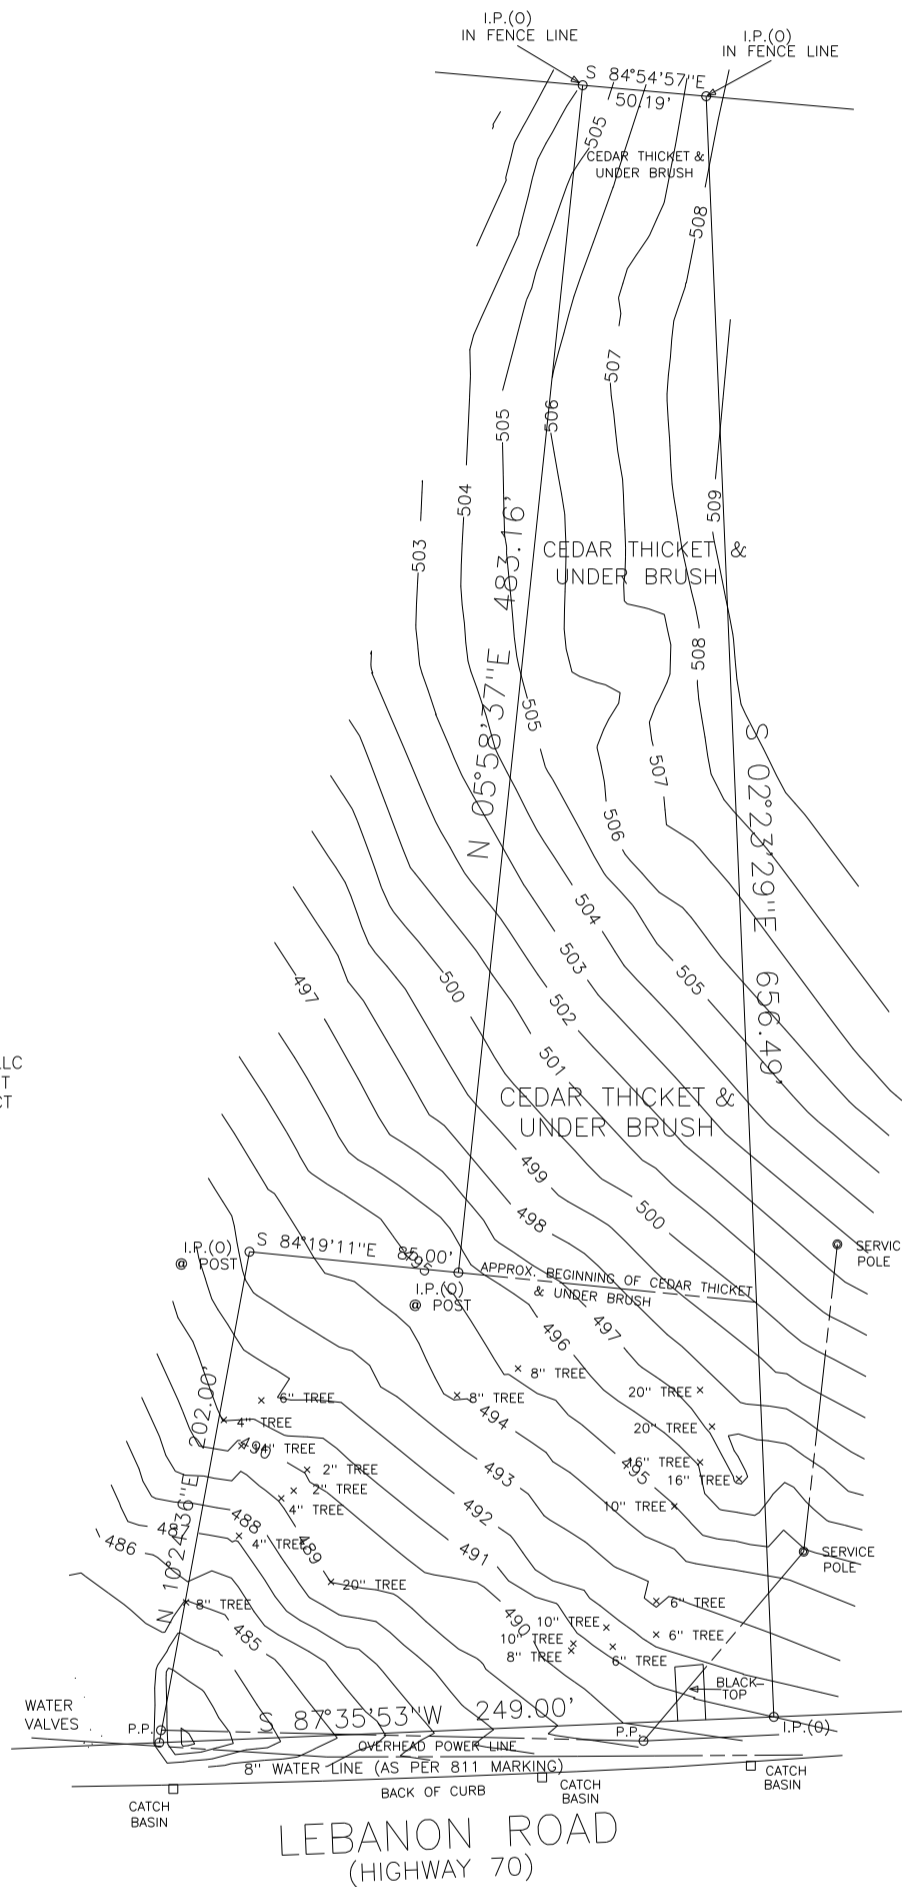 I.P.(O)
IN FENCE LINE
I.P.(O)
IN FENCE LINE
S 84°54'57"E
50.19'
505
CEDAR THICKET &
UNDER BRUSH
508
507
506
505
504
509
503
CEDAR THICKET &
UNDER BRUSH
N 05°58'37"E 483.16'
508
505
507
S 02°23'29"E 656.49'
506
504
503
505
500
497
502
501
LLC
T
CT
CEDAR THICKET &
UNDER BRUSH
499
498
500
S 84°19'11"E 85.00'
I.P.(O)
@ POST
495
I.P.(O)
@ POST
APPROX. BEGINNING OF CEDAR THICKET
& UNDER BRUSH
SERVIC
POLE
496
497
8" TREE
8" TREE
20" TREE
6" TREE
494
4" TREE
20" TREE
490
4" TREE
N 10°24'36"E 202.00'
2" TREE
493
495
16" TREE
16" TREE
2" TREE
4" TREE
10" TREE
492
488
487
486
4" TREE
489
491
SERVICE
POLE
20" TREE
8" TREE
6" TREE
490
485
10" TREE
10" TREE
8" TREE
6" TREE
6" TREE
BLACK-
TOP
WATER
VALVES
P.P.
S 87°35'53"W 249.00'
P.P.
I.P.(O)
OVERHEAD POWER LINE
8" WATER LINE (AS PER 811 MARKING)
BACK OF CURB
CATCH
BASIN
CATCH
BASIN
CATCH
BASIN
LEBANON ROAD
(HIGHWAY 70)